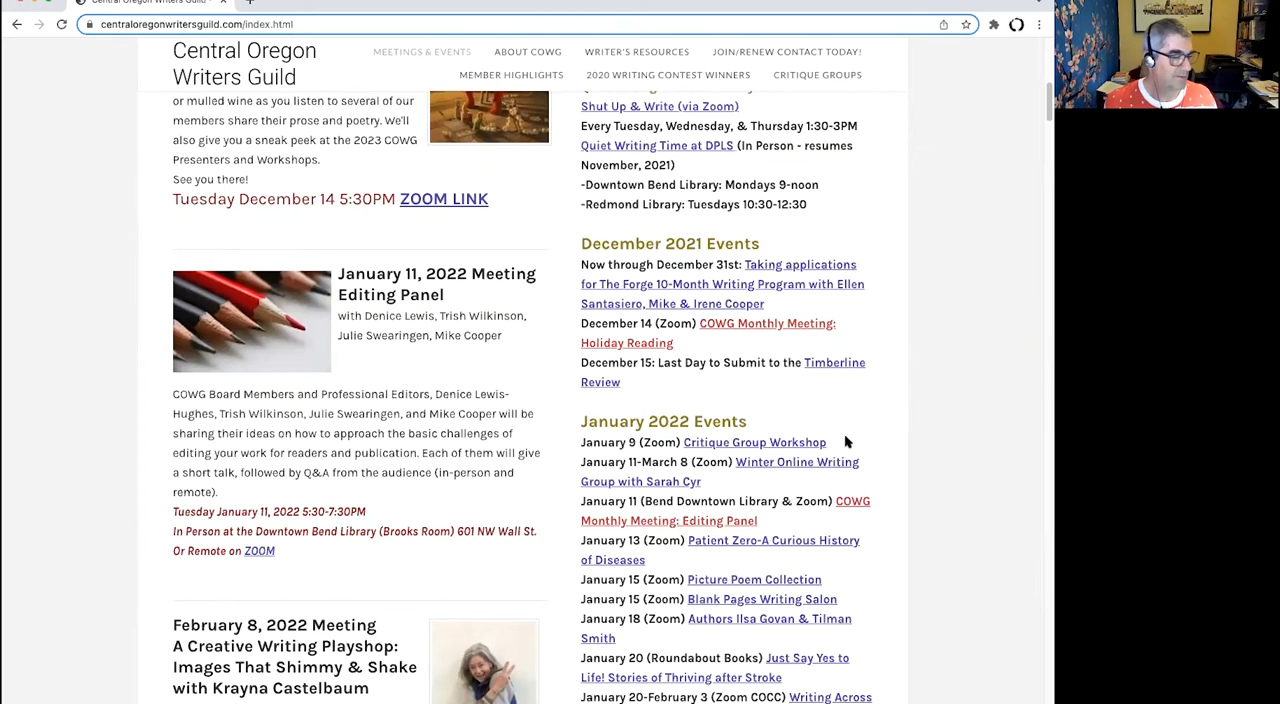 Central Oregon Writers Guild
centraloregonwritersguild.com/index.html
Central Oregon
Writers Guild
MEETINGS & EVENTS ABOUT COWG WRITER'S RESOURCES JOIN/RENEW CONTACT TODAY!
MEMBER HIGHLIGHTS 2020 WRITING CONTEST WINNERS CRITIQUE GROUPS
or mulled wine as you listen to several of our
members share their prose and poetry. We'll
also give you a sneak peek at the 2023 COWG
Presenters and Workshops.
See you there!
Tuesday December 14 5:30PM ZOOM LINK
January 11, 2022 Meeting
Editing Panel
with Denice Lewis, Trish Wilkinson,
Julie Swearingen, Mike Cooper
COWG Board Members and Professional Editors, Denice Lewis-
Hughes, Trish Wilkinson, Julie Swearingen, and Mike Cooper will be
sharing their ideas on how to approach the basic challenges of
editing your work for readers and publication. Each of them will give
a short talk, followed by Q&A from the audience (in-person and
remote).
Tuesday January 11, 2022 5:30-7:30PM
In Person at the Downtown Bend Library (Brooks Room) 601 NW Wall St.
Or Remote on ZOOM
February 8, 2022 Meeting
A Creative Writing Playshop:
Images That Shimmy & Shake
with Krayna Castelbaum
Shut Up & Write (via Zoom)
Every Tuesday, Wednesday, & Thursday 1:30-3PM
Quiet Writing Time at DPLS (In Person - resumes
November, 2021)
-Downtown Bend Library: Mondays 9-noon
-Redmond Library: Tuesdays 10:30-12:30
December 2021 Events
Now through December 31st: Taking applications
for The Forge 10-Month Writing Program with Ellen
Santasiero, Mike & Irene Cooper
December 14 (Zoom) COWG Monthly Meeting:
Holiday Reading
December 15: Last Day to Submit to the Timberline
Review
January 2022 Events
January 9 (Zoom) Critique Group Workshop
January 11-March 8 (Zoom) Winter Online Writing
Group with Sarah Cyr
January 11 (Bend Downtown Library & Zoom) COWG
Monthly Meeting: Editing Panel
January 13 (Zoom) Patient Zero-A Curious History
of Diseases
January 15 (Zoom) Picture Poem Collection
January 15 (Zoom) Blank Pages Writing Salon
January 18 (Zoom) Authors Ilsa Govan & Tilman
Smith
January 20 (Roundabout Books) Just Say Yes to
Life! Stories of Thriving after Stroke
January 20-February 3 (Zoom COCC) Writing Across